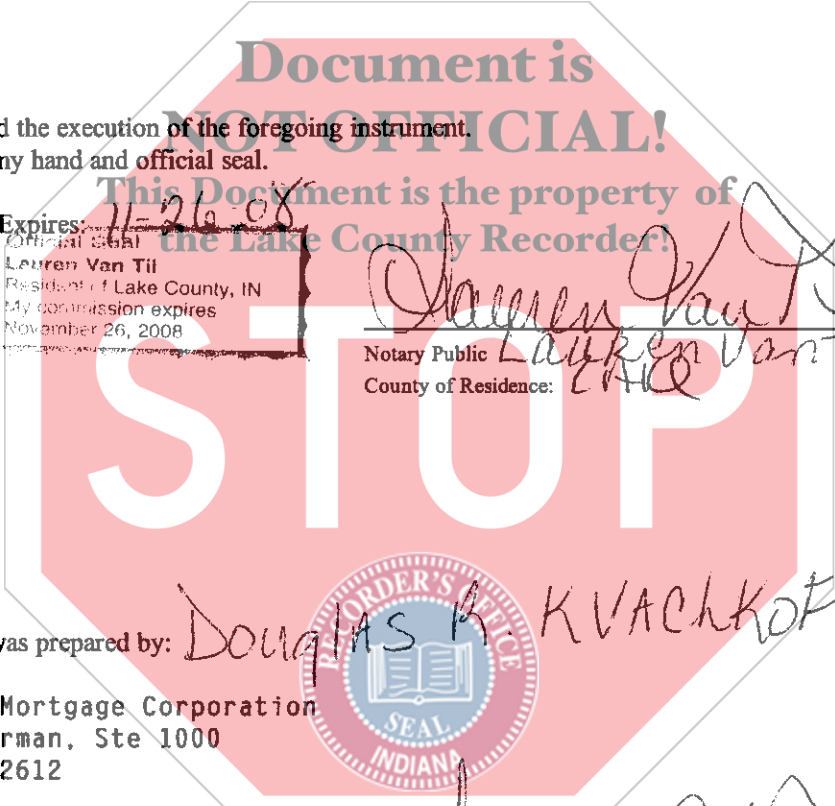 Document is
NOT OFFICIAL!
This Document is the property of
the Lake County Recorder!
d the execution of the foregoing instrument.
ny hand and official seal.
Expires: 11-26-08
Official Seal
Lauren Van Til
Resident of Lake County, IN
My commission expires
November 26, 2008
Lauren Van T
Notary Public Lauren Van
County of Residence: Lake
STOP
was prepared by: Douglas R. KVAChKof
RECORDER'S OFFICE
SEAL
INDIANA
Mortgage Corporation
rman, Ste 1000
2612